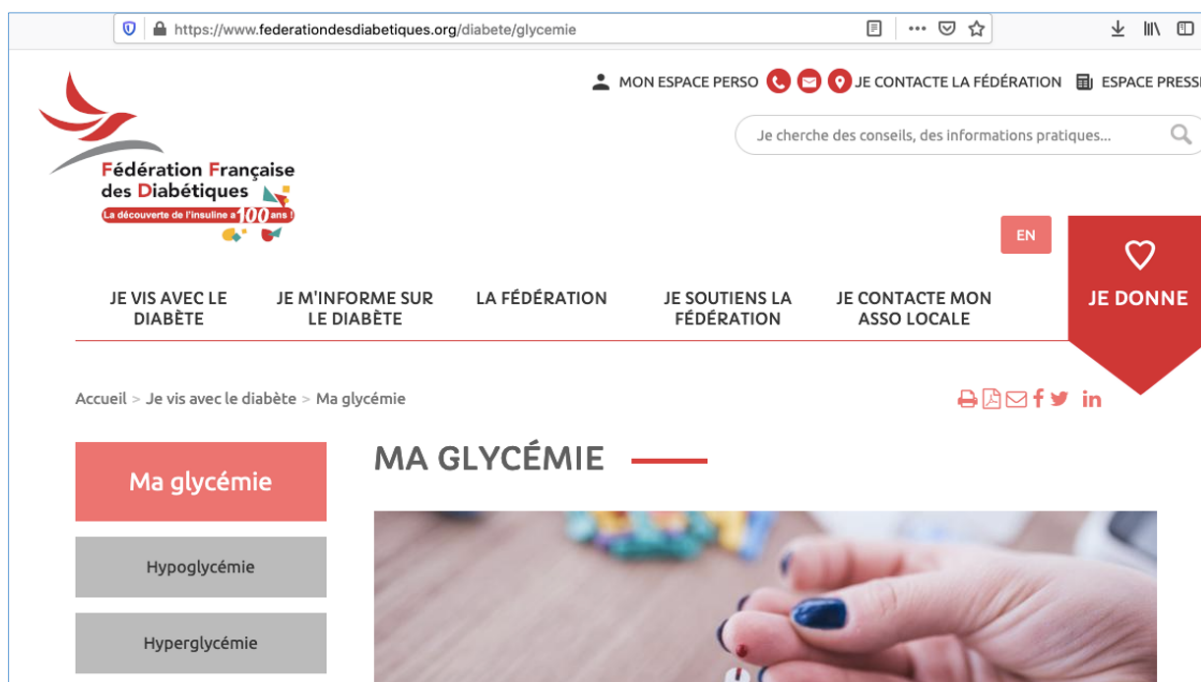 https://www.federationdesdiabetiques.org/diabete/glycemie
MON ESPACE PERSO JE CONTACTE LA FÉDÉRATION ESPACE PRESSE
Je cherche des conseils, des informations pratiques...
Fédération Française
des Diabétiques
La découverte de l'insuline a 100 ans !
EN
JE DONNE
JE VIS AVEC LE
DIABÈTE
JE M'INFORME SUR
LE DIABÈTE
LA FÉDÉRATION
JE SOUTIENS LA
FÉDÉRATION
JE CONTACTE MON
ASSO LOCALE
Accueil > Je vis avec le diabète > Ma glycémie
Ma glycémie
Hypoglycémie
Hyperglycémie
MA GLYCÉMIE